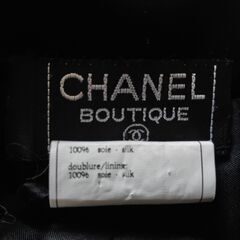 CHANEL
BOUTIQUE
100% soie - silk
doublure/lining:
100% soie - silk